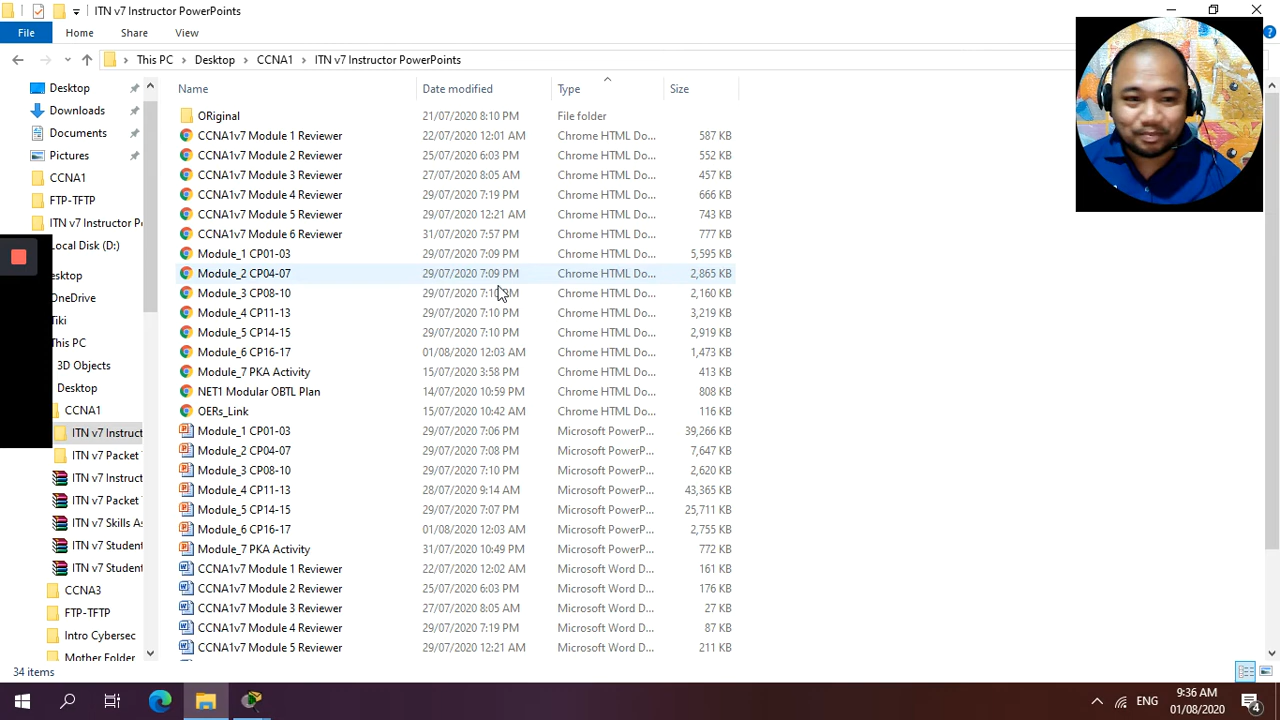 ITN v7 Instructor PowerPoints
File Home Share View
This PC Desktop CCNA1 ITN v7 Instructor PowerPoints
Name Date modified Type Size
Desktop
Downloads
Documents
Pictures
CCNA1
FTP-TFTP
ITN v7 Instructor P
Local Disk (D:)
esktop
OneDrive
Tiki
his PC
3D Objects
Desktop
CCNA1
ITN v7 Instruct
ITN v7 Packet
ITN v7 Instruct
ITN v7 Packet
ITN v7 Skills As
ITN v7 Student
ITN v7 Student
CCNA3
FTP-TFTP
Intro Cybersec
Mother Folder
ORiginal 21/07/2020 8:10 PM File folder
CCNA1v7 Module 1 Reviewer 22/07/2020 12:01 AM Chrome HTML Do... 587 KB
CCNA1v7 Module 2 Reviewer 25/07/2020 6:03 PM Chrome HTML Do... 552 KB
CCNA1v7 Module 3 Reviewer 27/07/2020 8:05 AM Chrome HTML Do... 457 KB
CCNA1v7 Module 4 Reviewer 29/07/2020 7:19 PM Chrome HTML Do... 666 KB
CCNA1v7 Module 5 Reviewer 29/07/2020 12:21 AM Chrome HTML Do... 743 KB
CCNA1v7 Module 6 Reviewer 31/07/2020 7:57 PM Chrome HTML Do... 777 KB
Module_1 CP01-03 29/07/2020 7:09 PM Chrome HTML Do... 5,595 KB
Module_2 CP04-07 29/07/2020 7:09 PM Chrome HTML Do... 2,865 KB
Module_3 CP08-10 29/07/2020 7:10 PM Chrome HTML Do... 2,160 KB
Module_4 CP11-13 29/07/2020 7:10 PM Chrome HTML Do... 3,219 KB
Module_5 CP14-15 29/07/2020 7:10 PM Chrome HTML Do... 2,919 KB
Module_6 CP16-17 01/08/2020 12:03 AM Chrome HTML Do... 1,473 KB
Module_7 PKA Activity 15/07/2020 3:58 PM Chrome HTML Do... 413 KB
NET1 Modular OBTL Plan 14/07/2020 10:59 PM Chrome HTML Do... 808 KB
OERs_Link 15/07/2020 10:42 AM Chrome HTML Do... 116 KB
Module_1 CP01-03 29/07/2020 7:06 PM Microsoft PowerP... 39,266 KB
Module_2 CP04-07 29/07/2020 7:08 PM Microsoft PowerP... 7,647 KB
Module_3 CP08-10 29/07/2020 7:10 PM Microsoft PowerP... 2,620 KB
Module_4 CP11-13 28/07/2020 9:14 AM Microsoft PowerP... 43,365 KB
Module_5 CP14-15 29/07/2020 7:07 PM Microsoft PowerP... 25,711 KB
Module_6 CP16-17 01/08/2020 12:03 AM Microsoft PowerP... 2,755 KB
Module_7 PKA Activity 31/07/2020 10:49 PM Microsoft PowerP... 772 KB
CCNA1v7 Module 1 Reviewer 22/07/2020 12:02 AM Microsoft Word D... 161 KB
CCNA1v7 Module 2 Reviewer 25/07/2020 6:03 PM Microsoft Word D... 176 KB
CCNA1v7 Module 3 Reviewer 27/07/2020 8:05 AM Microsoft Word D... 27 KB
CCNA1v7 Module 4 Reviewer 29/07/2020 7:19 PM Microsoft Word D... 87 KB
CCNA1v7 Module 5 Reviewer 29/07/2020 12:21 AM Microsoft Word D... 211 KB
34 items
ENG 9:36 AM
01/08/2020 4